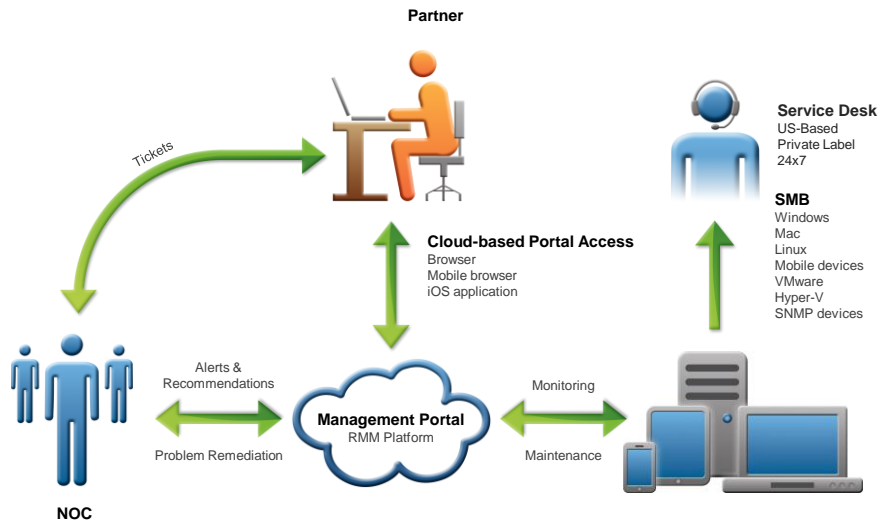 Partner
Service Desk
US-Based
Private Label
24x7
Tickets
SMB
Windows
Mac
Linux
Mobile devices
VMware
Hyper-V
SNMP devices
Cloud-based Portal Access
Browser
Mobile browser
iOS application
Alerts &
Recommendations
Problem Remediation
Management Portal
RMM Platform
Monitoring
Maintenance
NOC